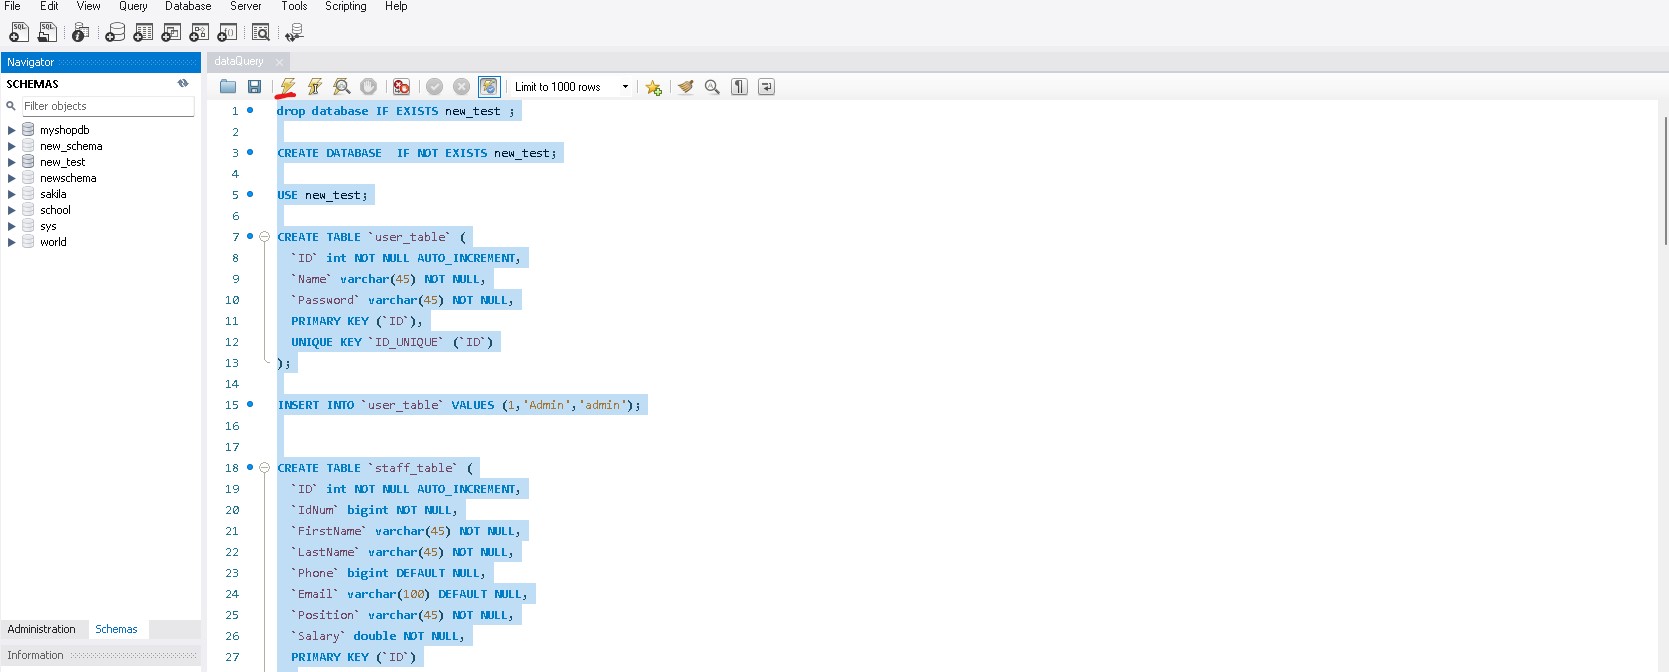 File Edit View Query Database Server Tools Scripting Help
SQL SQL
Navigator
SCHEMAS
Filter objects
myshopdb
new_schema
new_test
newschema
sakila
school
sys
world
Administration Schemas
Information
dataQuery ×
Limit to 1000 rows
1 drop database IF EXISTS new_test ;
2
3 CREATE DATABASE  IF NOT EXISTS new_test;
4
5 USE new_test;
6
7 CREATE TABLE `user_table` (
8 `ID` int NOT NULL AUTO_INCREMENT,
9 `Name` varchar(45) NOT NULL,
10 `Password` varchar(45) NOT NULL,
11 PRIMARY KEY (`ID`),
12 UNIQUE KEY `ID_UNIQUE` (`ID`)
13 );
14
15 INSERT INTO `user_table` VALUES (1,'Admin','admin');
16
17
18 CREATE TABLE `staff_table` (
19 `ID` int NOT NULL AUTO_INCREMENT,
20 `IdNum` bigint NOT NULL,
21 `FirstName` varchar(45) NOT NULL,
22 `LastName` varchar(45) NOT NULL,
23 `Phone` bigint DEFAULT NULL,
24 `Email` varchar(100) DEFAULT NULL,
25 `Position` varchar(45) NOT NULL,
26 `Salary` double NOT NULL,
27 PRIMARY KEY (`ID`)